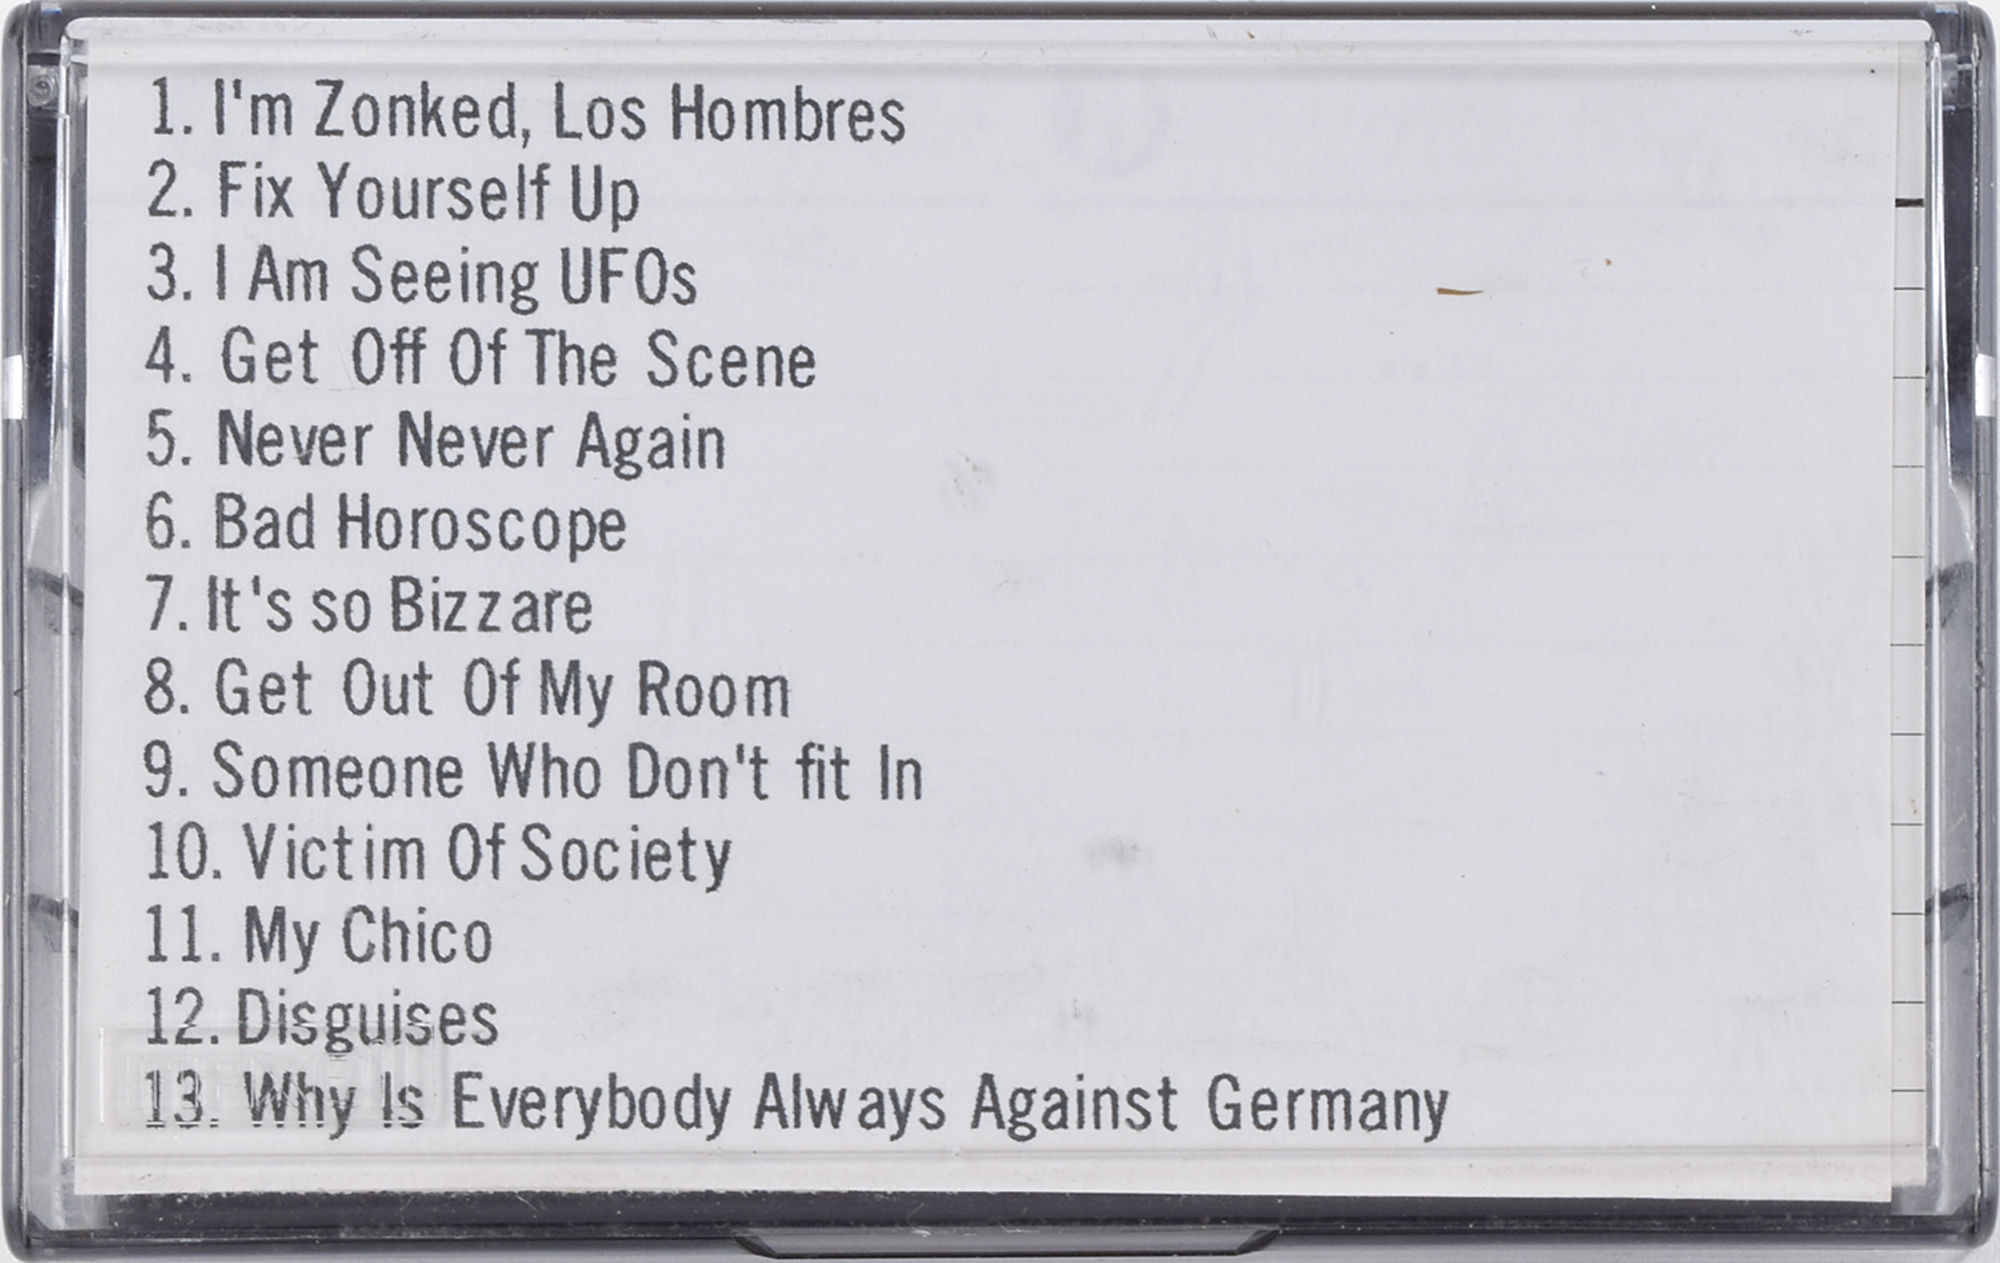 1. I'm Zonked, Los Hombres
2. Fix Yourself Up
3. I Am Seeing UFOs
4. Get Off Of The Scene
5. Never Never Again
6. Bad Horoscope
7. It's so Bizzare
8. Get Out Of My Room
9. Someone Who Don't fit In
10. Victim Of Society
11. My Chico
12. Disguises
13. Why Is Everybody Always Against Germany